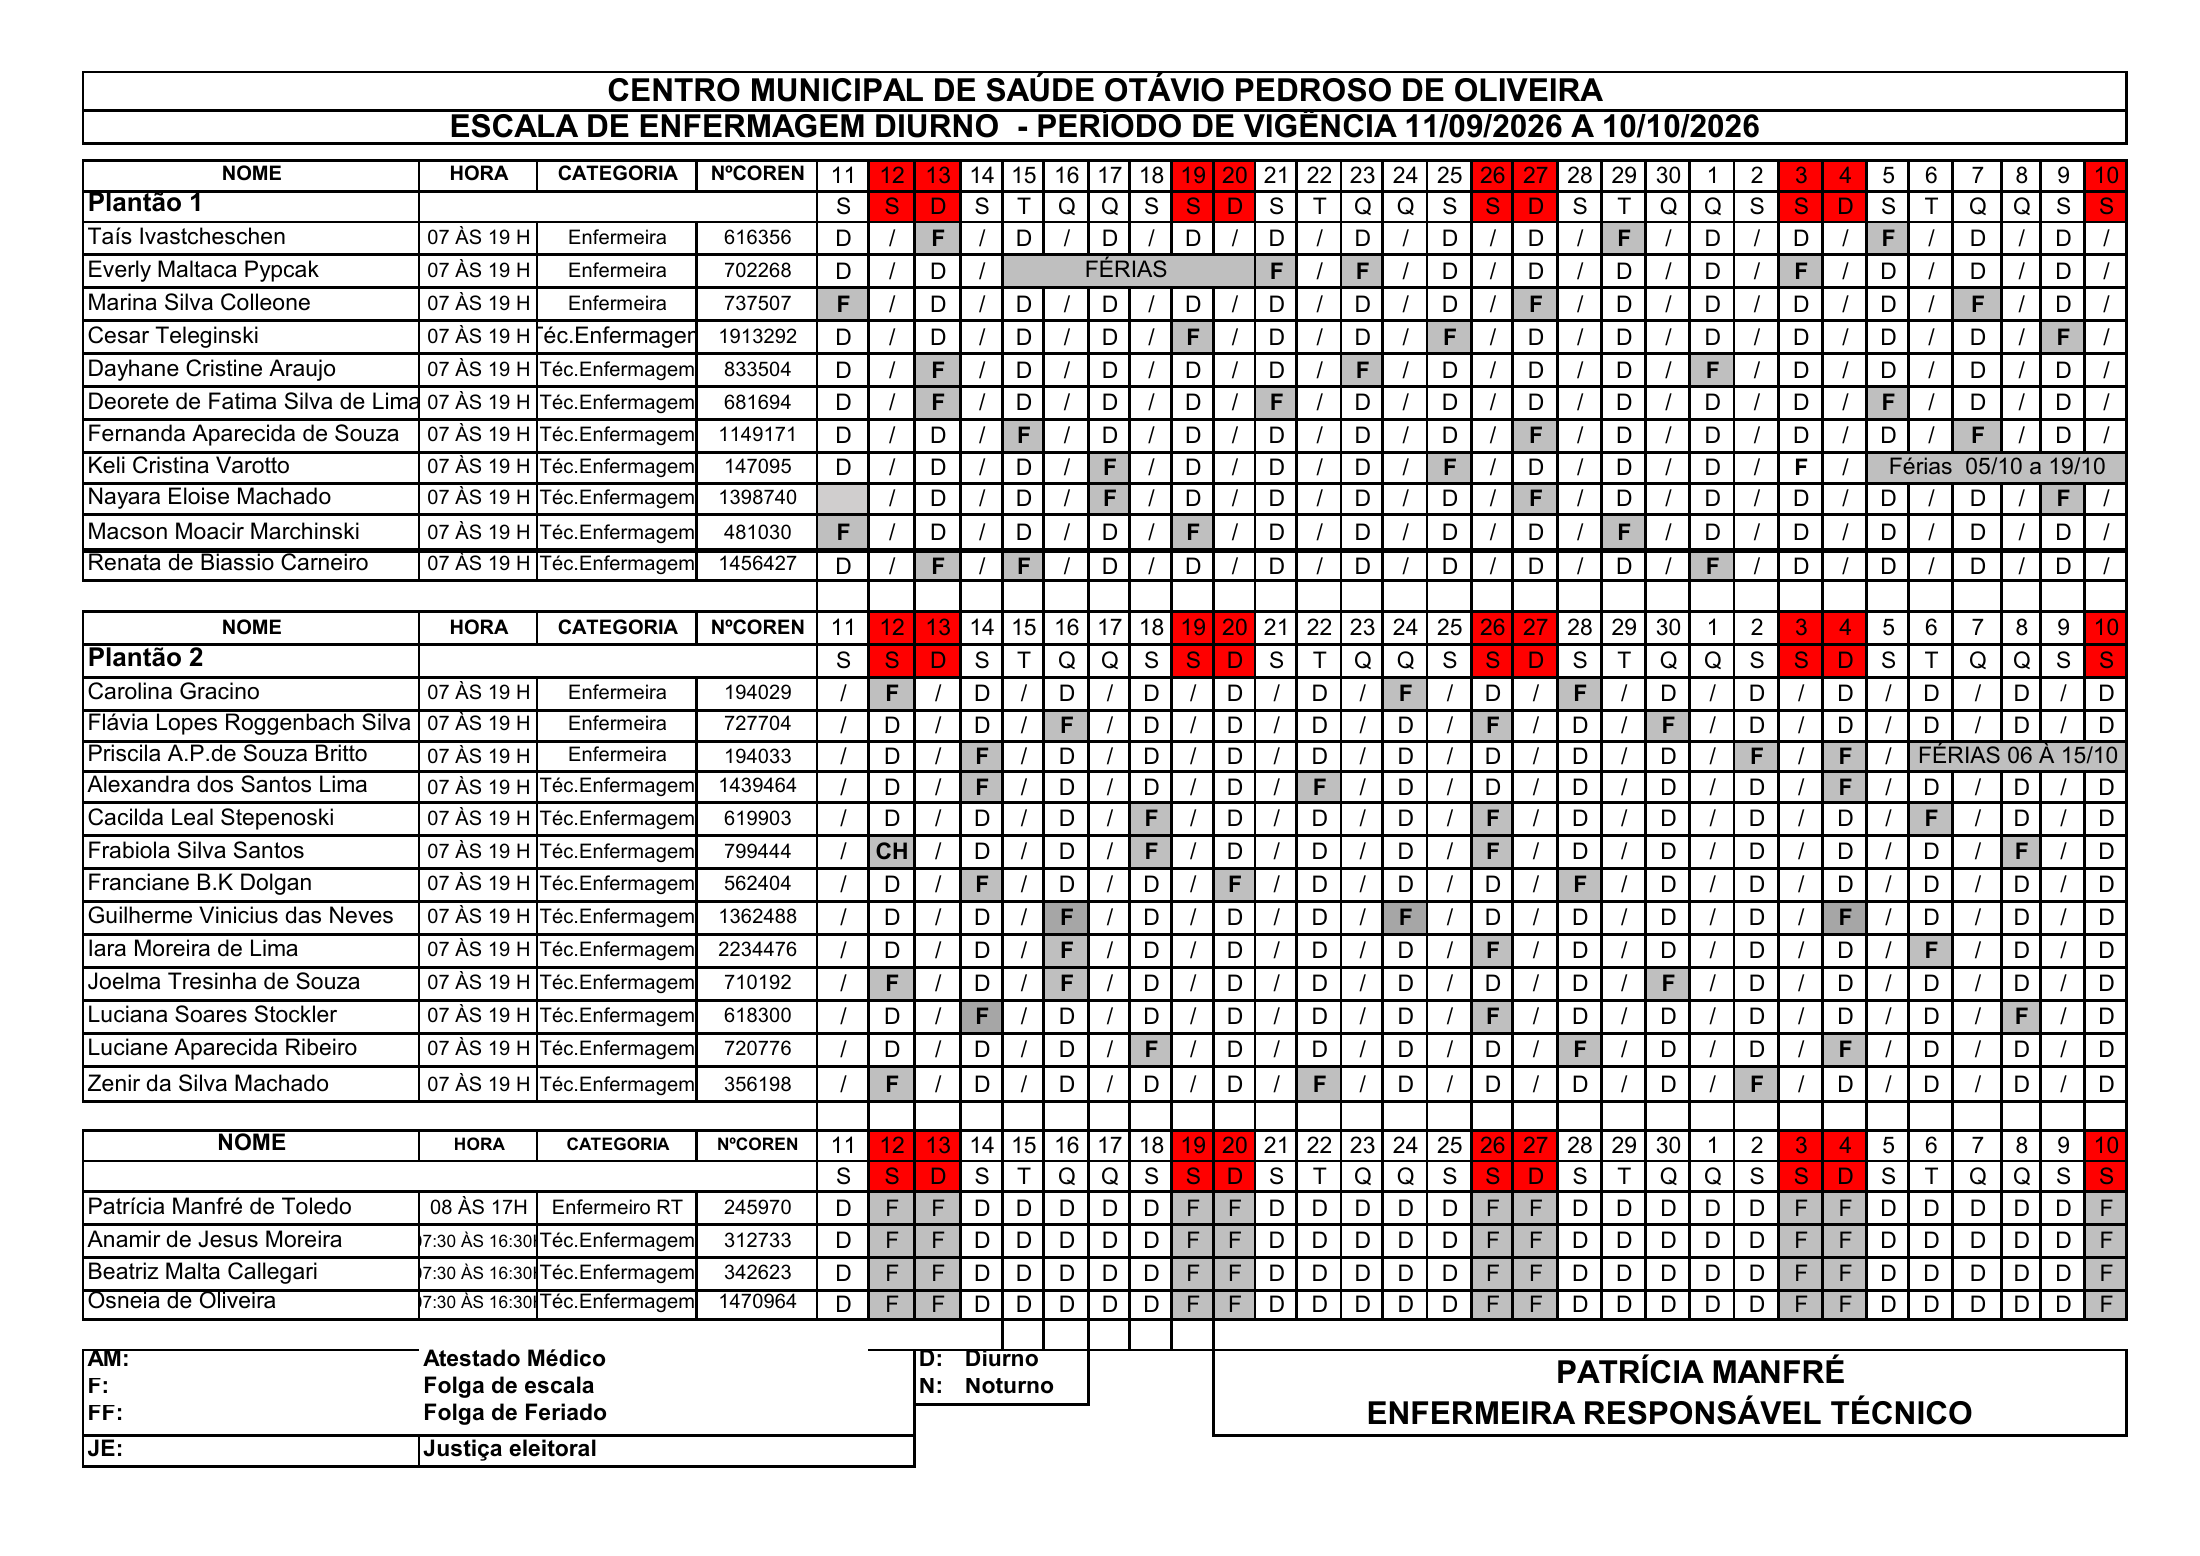 CENTRO MUNICIPAL DE SAÚDE OTÁVIO PEDROSO DE OLIVEIRA
ESCALA DE ENFERMAGEM DIURNO - PERÍODO DE VIGÊNCIA 11/09/2026 A 10/10/2026
NOME HORA CATEGORIA NºCOREN 11 12 13 14 15 16 17 18 19 20 21 22 23 24 25 26 27 28 29 30 1 2 3 4 5 6 7 8 9 10
Plantão 1 S S D S T Q Q S S D S T Q Q S S D S T Q Q S S D S T Q Q S S
Taís Ivastcheschen 07 ÀS 19 H Enfermeira 616356 D / F / D / D / D / D / D / D / D / F / D / D / F / D / D /
Everly Maltaca Pypcak 07 ÀS 19 H Enfermeira 702268 D / D / FÉRIAS F / F / D / D / D / D / F / D / D / D /
Marina Silva Colleone 07 ÀS 19 H Enfermeira 737507 F / D / D / D / D / D / D / D / F / D / D / D / D / F / D /
Cesar Teleginski 07 ÀS 19 H Téc.Enfermagem 1913292 D / D / D / D / F / D / D / F / D / D / D / D / D / D / F /
Dayhane Cristine Araujo 07 ÀS 19 H Téc.Enfermagem 833504 D / F / D / D / D / D / F / D / D / D / F / D / D / D / D /
Deorete de Fatima Silva de Lima 07 ÀS 19 H Téc.Enfermagem 681694 D / F / D / D / D / F / D / D / D / D / D / D / F / D / D /
Fernanda Aparecida de Souza 07 ÀS 19 H Téc.Enfermagem 1149171 D / D / F / D / D / D / D / D / F / D / D / D / D / F / D /
Keli Cristina Varotto 07 ÀS 19 H Téc.Enfermagem 147095 D / D / D / F / D / D / D / F / D / D / D / F / Férias 05/10 a 19/10
Nayara Eloise Machado 07 ÀS 19 H Téc.Enfermagem 1398740 / D / D / F / D / D / D / D / F / D / D / D / D / D / F /
Macson Moacir Marchinski 07 ÀS 19 H Téc.Enfermagem 481030 F / D / D / D / F / D / D / D / D / F / D / D / D / D / D /
Renata de Biassio Carneiro 07 ÀS 19 H Téc.Enfermagem 1456427 D / F / F / D / D / D / D / D / D / D / F / D / D / D / D /
NOME HORA CATEGORIA NºCOREN 11 12 13 14 15 16 17 18 19 20 21 22 23 24 25 26 27 28 29 30 1 2 3 4 5 6 7 8 9 10
Plantão 2 S S D S T Q Q S S D S T Q Q S S D S T Q Q S S D S T Q Q S S
Carolina Gracino 07 ÀS 19 H Enfermeira 194029 / F / D / D / D / D / D / F / D / F / D / D / D / D / D / D
Flávia Lopes Roggenbach Silva 07 ÀS 19 H Enfermeira 727704 / D / D / F / D / D / D / D / F / D / F / D / D / D / D / D
Priscila A.P.de Souza Britto 07 ÀS 19 H Enfermeira 194033 / D / F / D / D / D / D / D / D / D / D / F / F / FÉRIAS 06 À 15/10
Alexandra dos Santos Lima 07 ÀS 19 H Téc.Enfermagem 1439464 / D / F / D / D / D / F / D / D / D / D / D / F / D / D / D
Cacilda Leal Stepenoski 07 ÀS 19 H Téc.Enfermagem 619903 / D / D / D / F / D / D / D / F / D / D / D / D / F / D / D
Frabiola Silva Santos 07 ÀS 19 H Téc.Enfermagem 799444 / CH / D / D / F / D / D / D / F / D / D / D / D / D / F / D
Franciane B.K Dolgan 07 ÀS 19 H Téc.Enfermagem 562404 / D / F / D / D / F / D / D / D / F / D / D / D / D / D / D
Guilherme Vinicius das Neves 07 ÀS 19 H Téc.Enfermagem 1362488 / D / D / F / D / D / D / F / D / D / D / D / F / D / D / D
Iara Moreira de Lima 07 ÀS 19 H Téc.Enfermagem 2234476 / D / D / F / D / D / D / D / F / D / D / D / D / F / D / D
Joelma Tresinha de Souza 07 ÀS 19 H Téc.Enfermagem 710192 / F / D / F / D / D / D / D / D / D / F / D / D / D / D / D
Luciana Soares Stockler 07 ÀS 19 H Téc.Enfermagem 618300 / D / F / D / D / D / D / D / F / D / D / D / D / D / F / D
Luciane Aparecida Ribeiro 07 ÀS 19 H Téc.Enfermagem 720776 / D / D / D / F / D / D / D / D / F / D / D / F / D / D / D
Zenir da Silva Machado 07 ÀS 19 H Téc.Enfermagem 356198 / F / D / D / D / D / F / D / D / D / D / F / D / D / D / D
NOME HORA CATEGORIA NºCOREN 11 12 13 14 15 16 17 18 19 20 21 22 23 24 25 26 27 28 29 30 1 2 3 4 5 6 7 8 9 10
S S D S T Q Q S S D S T Q Q S S D S T Q Q S S D S T Q Q S S
Patrícia Manfré de Toledo 08 ÀS 17H Enfermeiro RT 245970 D F F D D D D D F F D D D D D F F D D D D D F F D D D D D F
Anamir de Jesus Moreira 07:30 ÀS 16:30H Téc.Enfermagem 312733 D F F D D D D D F F D D D D D F F D D D D D F F D D D D D F
Beatriz Malta Callegari 07:30 ÀS 16:30H Téc.Enfermagem 342623 D F F D D D D D F F D D D D D F F D D D D D F F D D D D D F
Osneia de Oliveira 07:30 ÀS 16:30H Téc.Enfermagem 1470964 D F F D D D D D F F D D D D D F F D D D D D F F D D D D D F
AM: Atestado Médico D: Diurno
F: Folga de escala N: Noturno
FF: Folga de Feriado
JE: Justiça eleitoral
PATRÍCIA MANFRÉ
ENFERMEIRA RESPONSÁVEL TÉCNICO